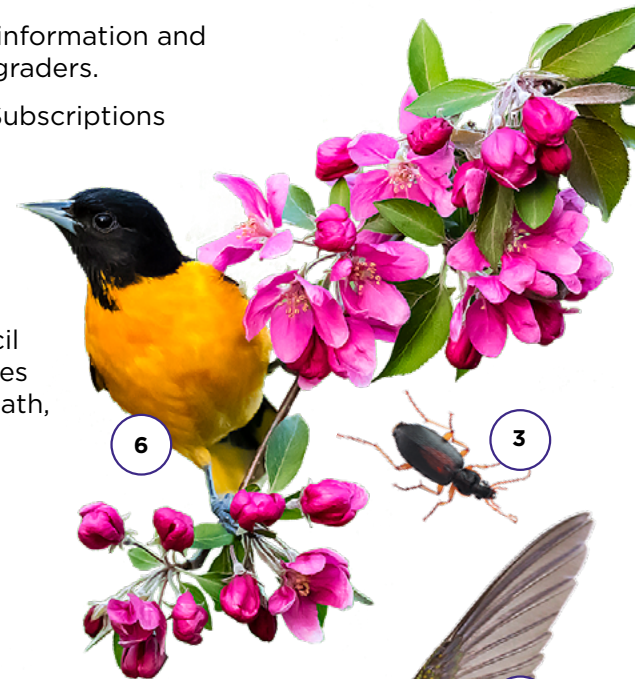 information and
graders.
Subscriptions
cil
es
ath,
6
3